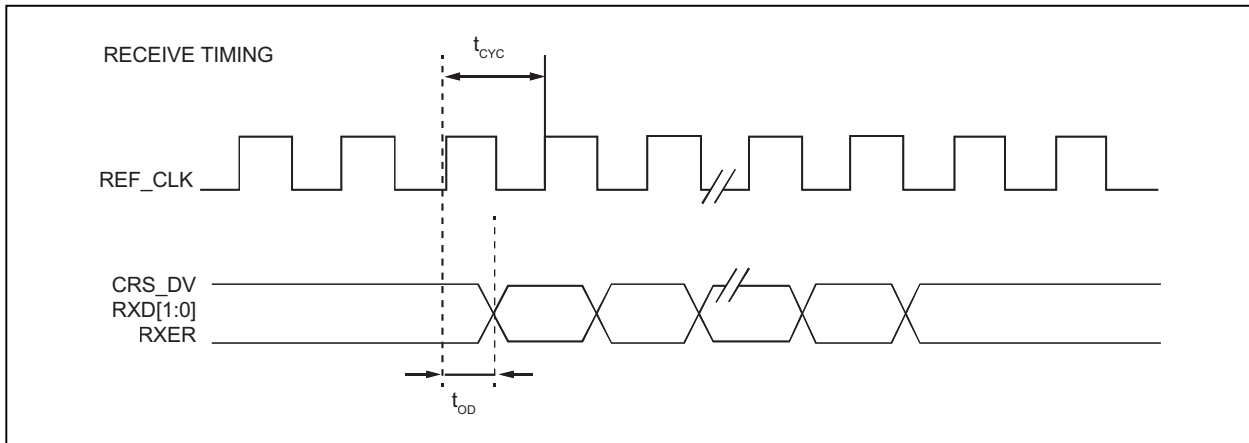 RECEIVE TIMING
tCYC
REF_CLK
CRS_DV
RXD[1:0]
RXER
tOD